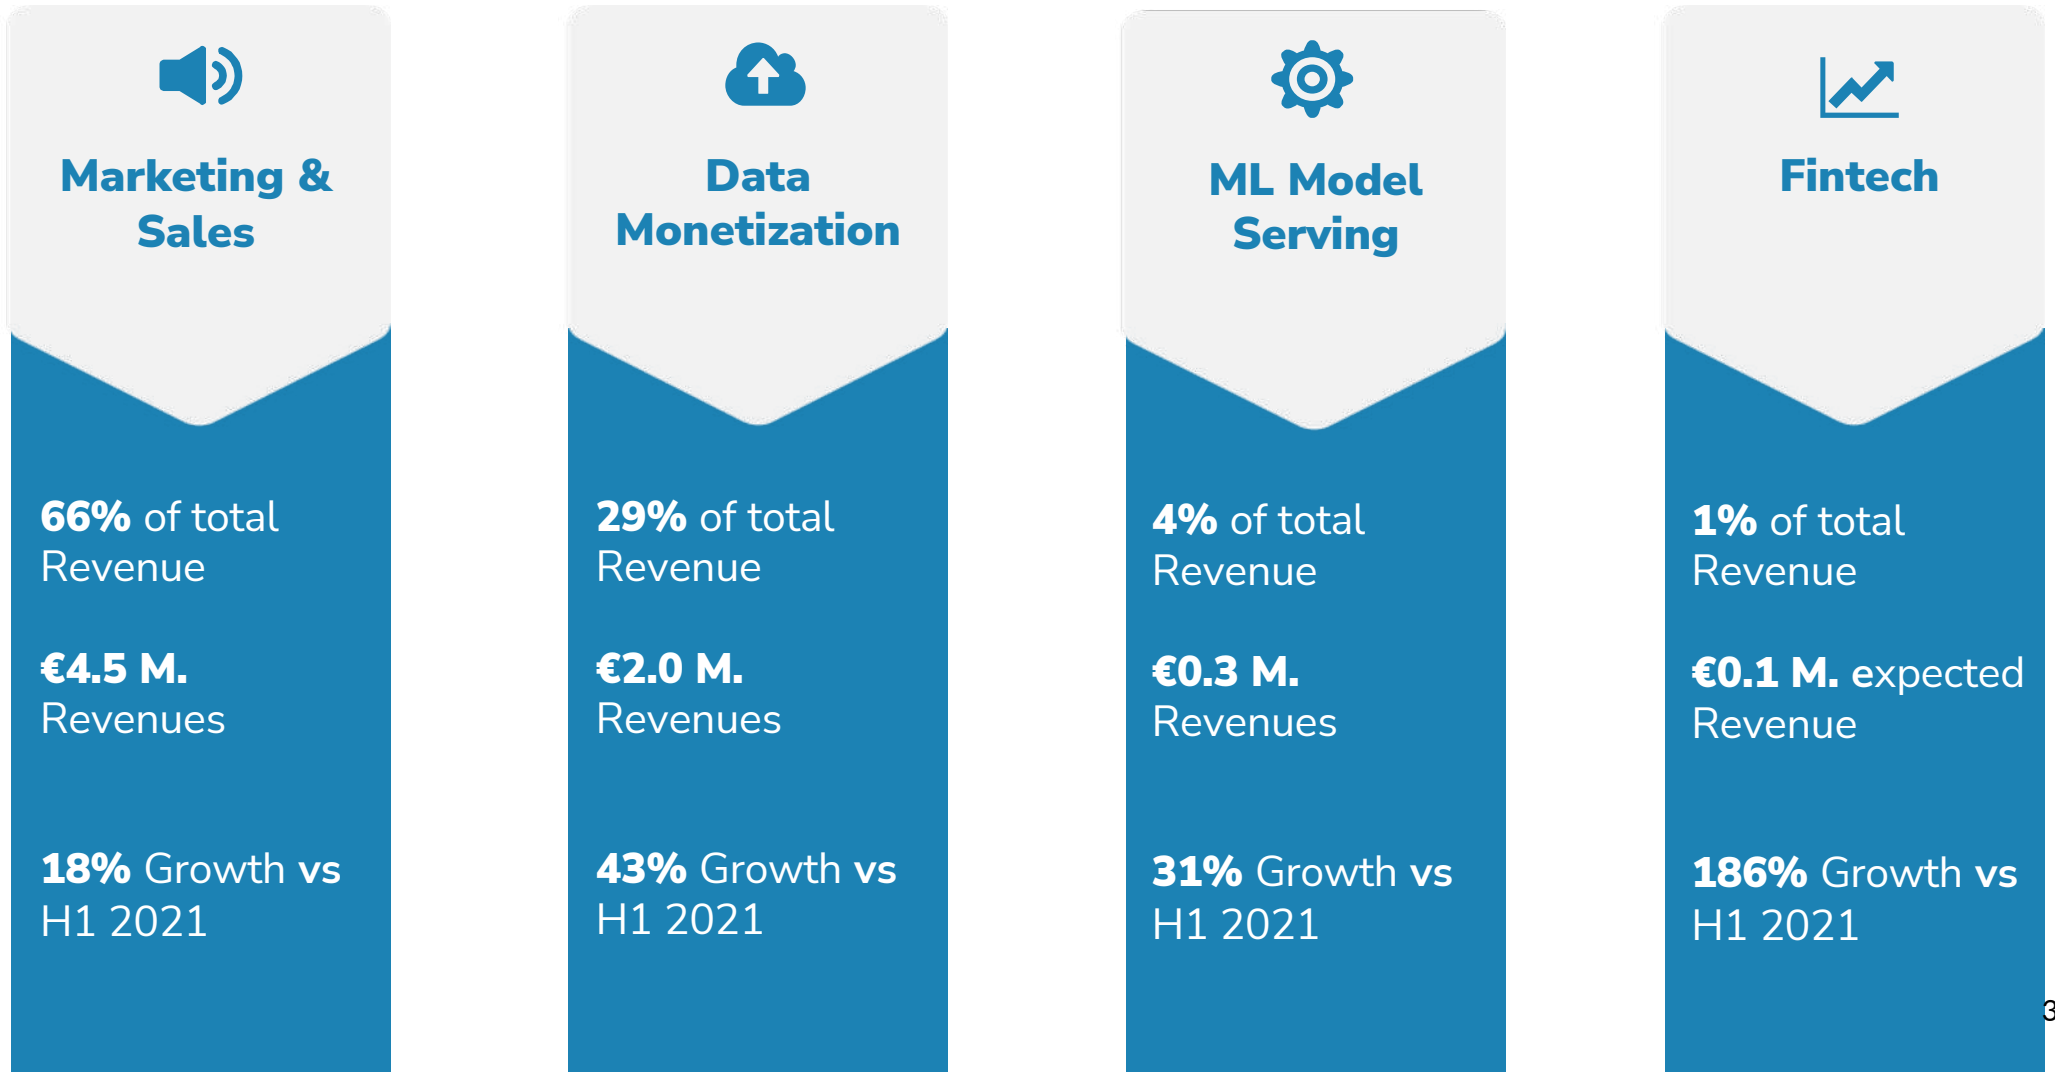 Marketing &
Sales
66% of total
Revenue
€4.5 M.
Revenues
18% Growth vs
H1 2021
Data
Monetization
29% of total
Revenue
€2.0 M.
Revenues
43% Growth vs
H1 2021
ML Model
Serving
4% of total
Revenue
€0.3 M.
Revenues
31% Growth vs
H1 2021
Fintech
1% of total
Revenue
€0.1 M. expected
Revenue
186% Growth vs
H1 2021
3